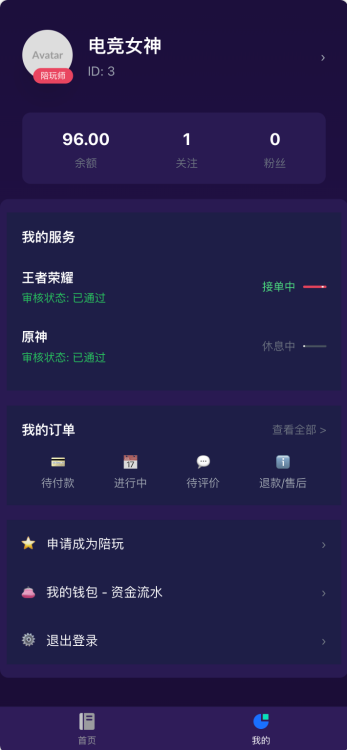 Avatar
陪玩师
电竞女神
ID: 3
96.00
余额
1
关注
0
粉丝
我的服务
王者荣耀
审核状态: 已通过
接单中
原神
审核状态: 已通过
休息中
我的订单
查看全部 >
待付款
进行中
待评价
退款/售后
申请成为陪玩
我的钱包 - 资金流水
退出登录
首页
我的